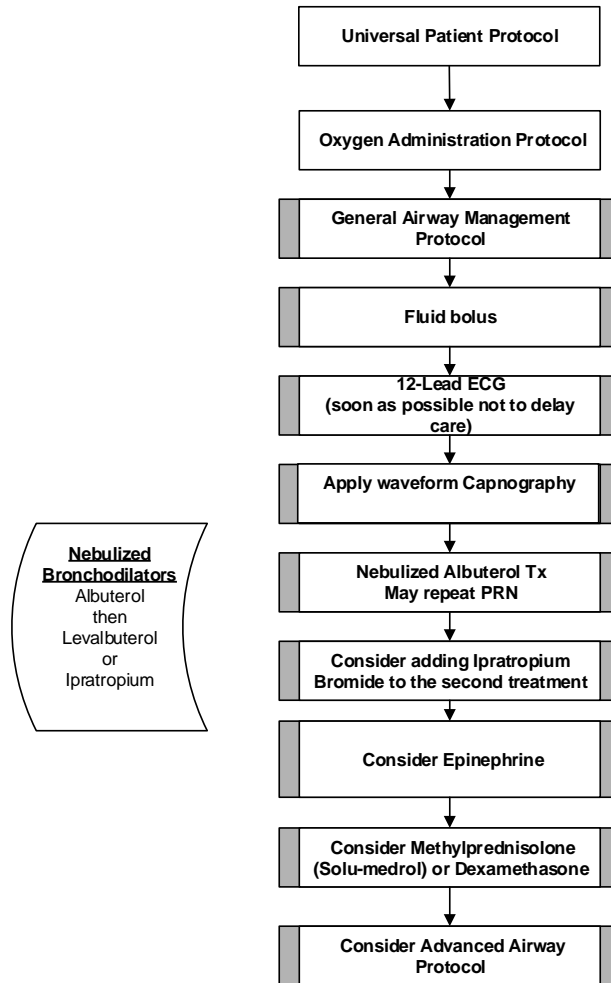 Universal Patient Protocol
Oxygen Administration Protocol
General Airway Management
Protocol
Fluid bolus
12-Lead ECG
(soon as possible not to delay
care)
Apply waveform Capnography
Nebulized
Bronchodilators
Albuterol
then
Levalbuterol
or
Ipratropium
Nebulized Albuterol Tx
May repeat PRN
Consider adding Ipratropium
Bromide to the second treatment
Consider Epinephrine
Consider Methylprednisolone
(Solu-medrol) or Dexamethasone
Consider Advanced Airway
Protocol